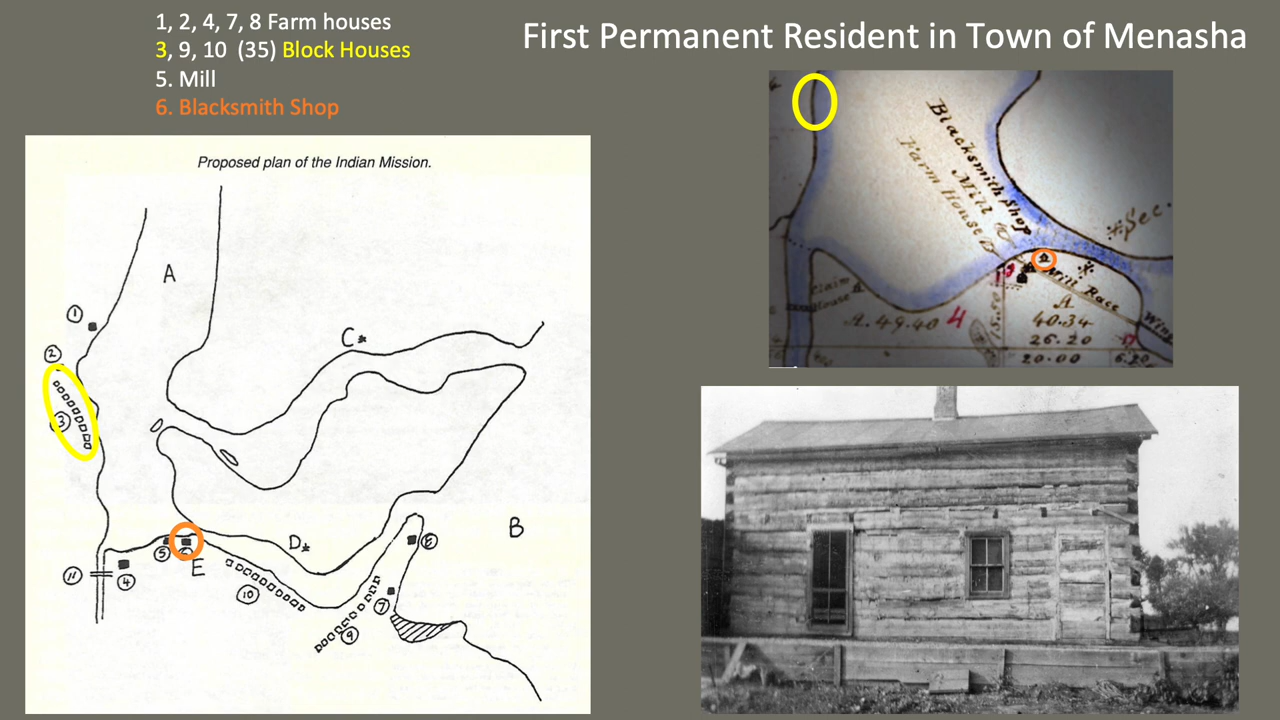 1, 2, 4, 7, 8 Farm houses
3, 9, 10 (35) Block Houses
5. Mill
6. Blacksmith Shop
First Permanent Resident in Town of Menasha
Proposed plan of the Indian Mission.
A
1
2
3
C*
B
D*
E
5
4
11
10
6
7
9
Blacksmith Shop
Mill
Farm House
Sec.
Claim
House
Mill Race
A. 49.40 4
A
40.34
26.20
20.00
6.20
15.50